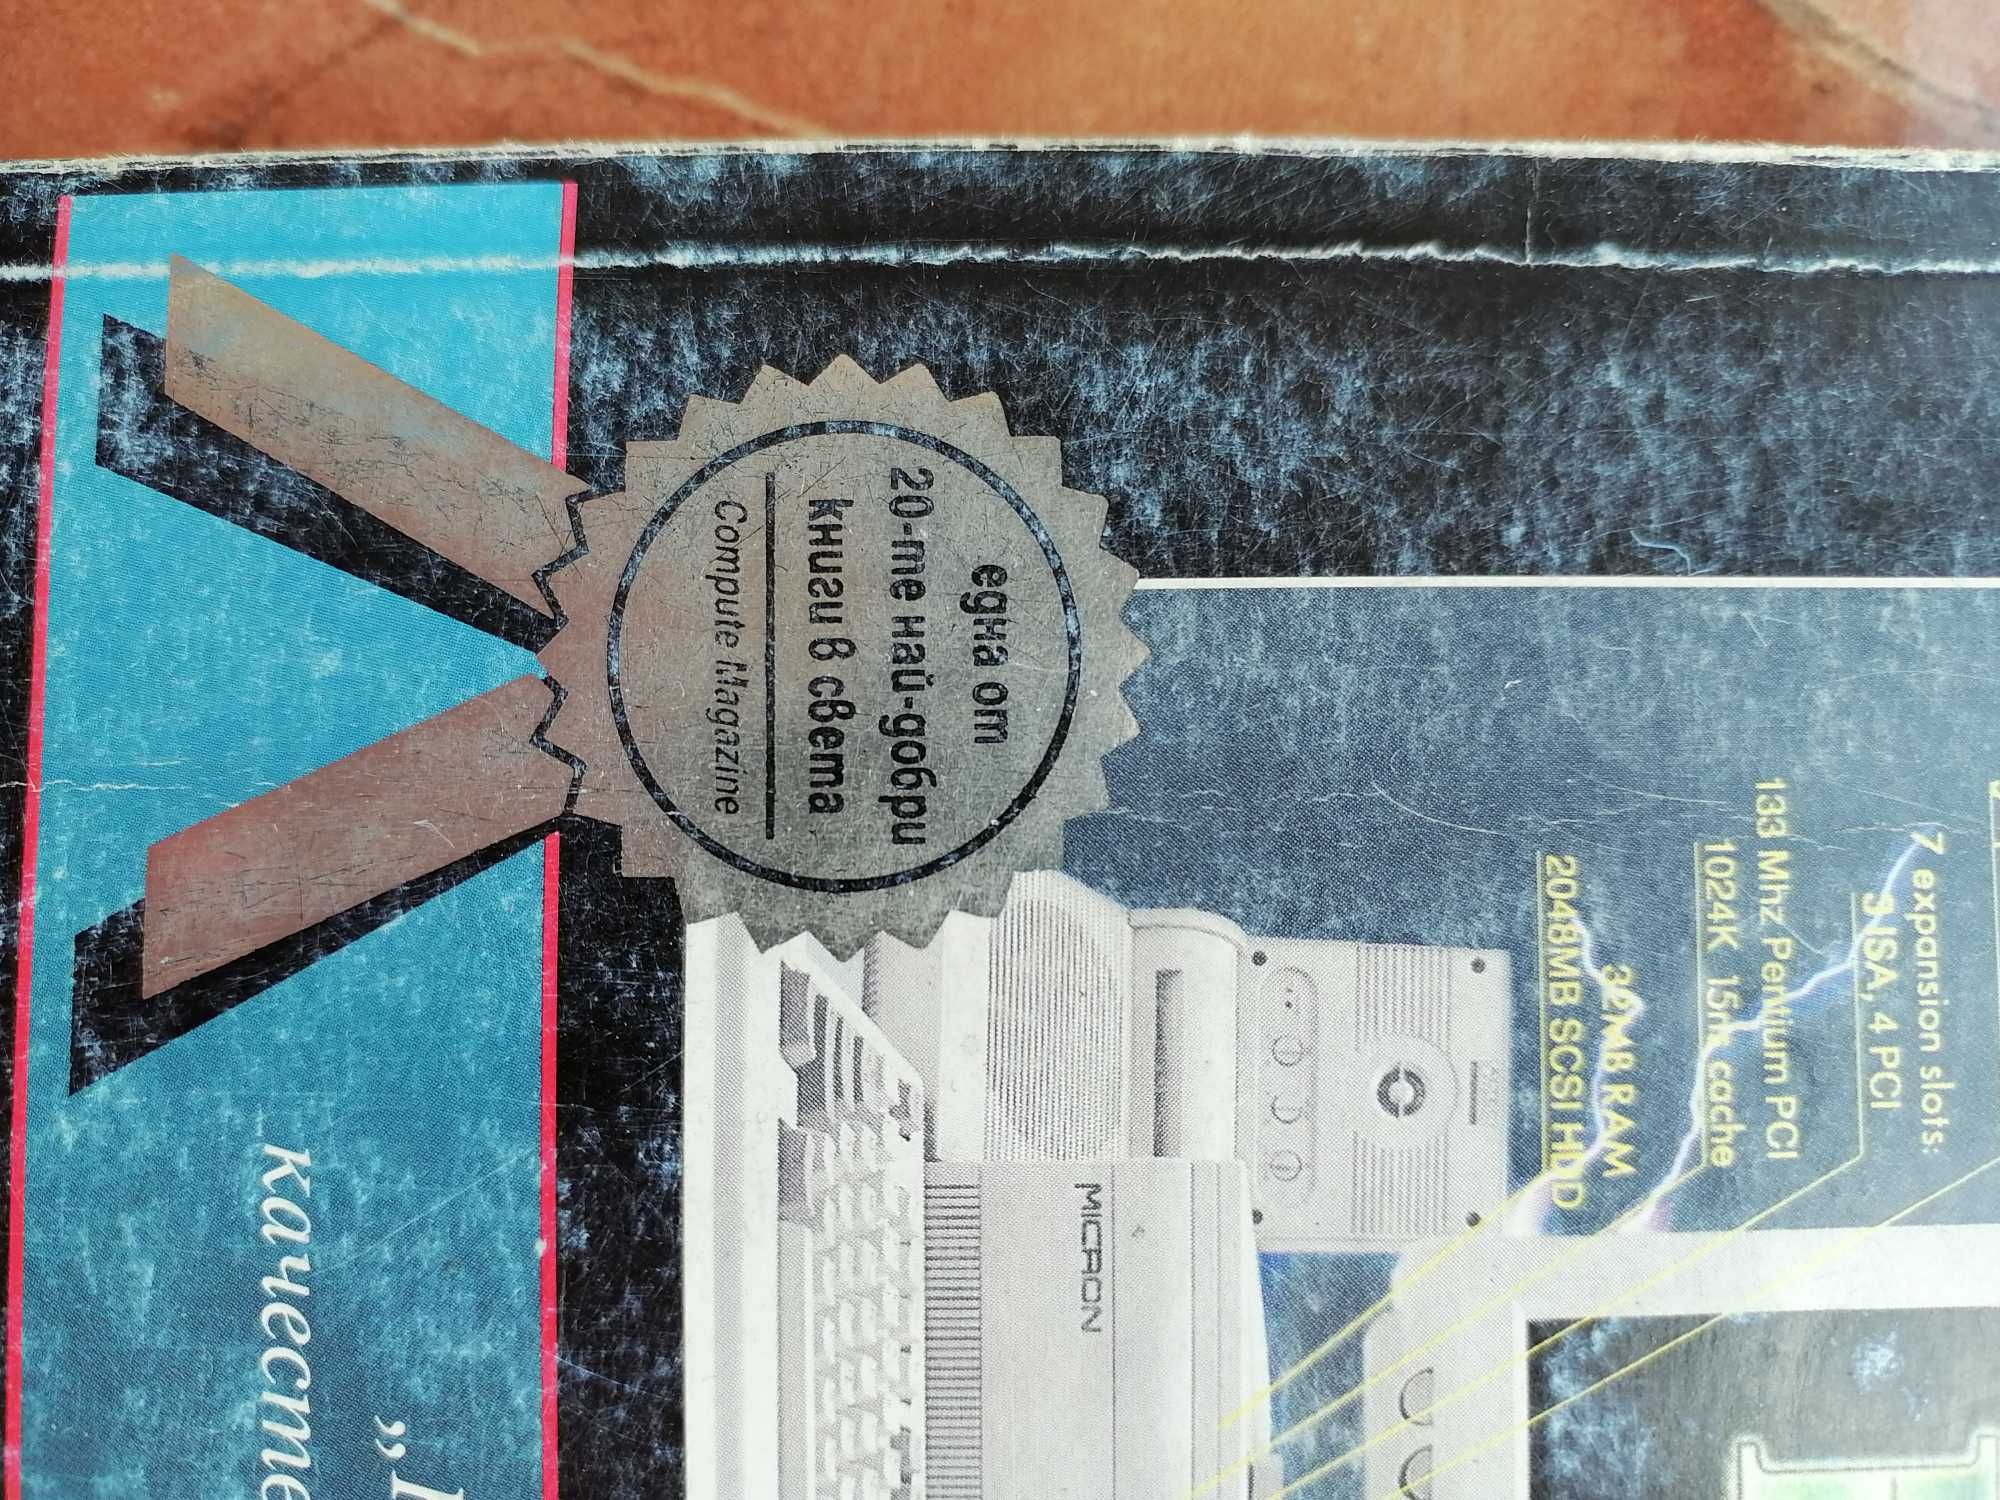 7 expansion slots:
3 ISA, 4 PCI
133 Mhz Pentium PCI
1024K 15ns cache
32MB RAM
2048MB SCSI HDD
една от
20-те най-добри
книги в света
Compute Magazine
MICRON